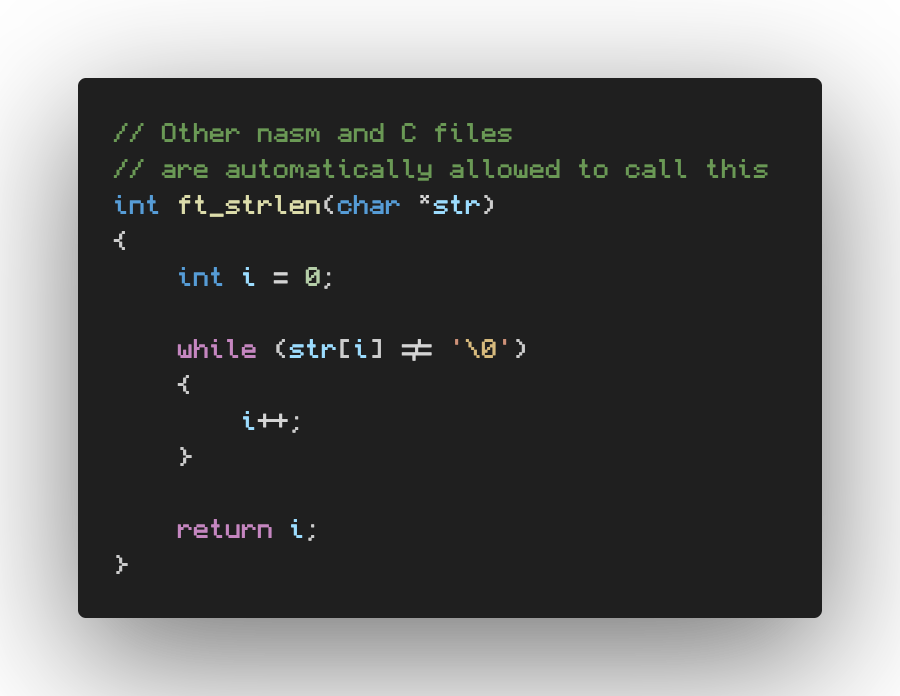 // Other nasm and C files
// are automatically allowed to call this
int ft_strlen(char *str)
{
    int i = 0;

    while (str[i] != '\0')
    {
        i++;
    }

    return i;
}